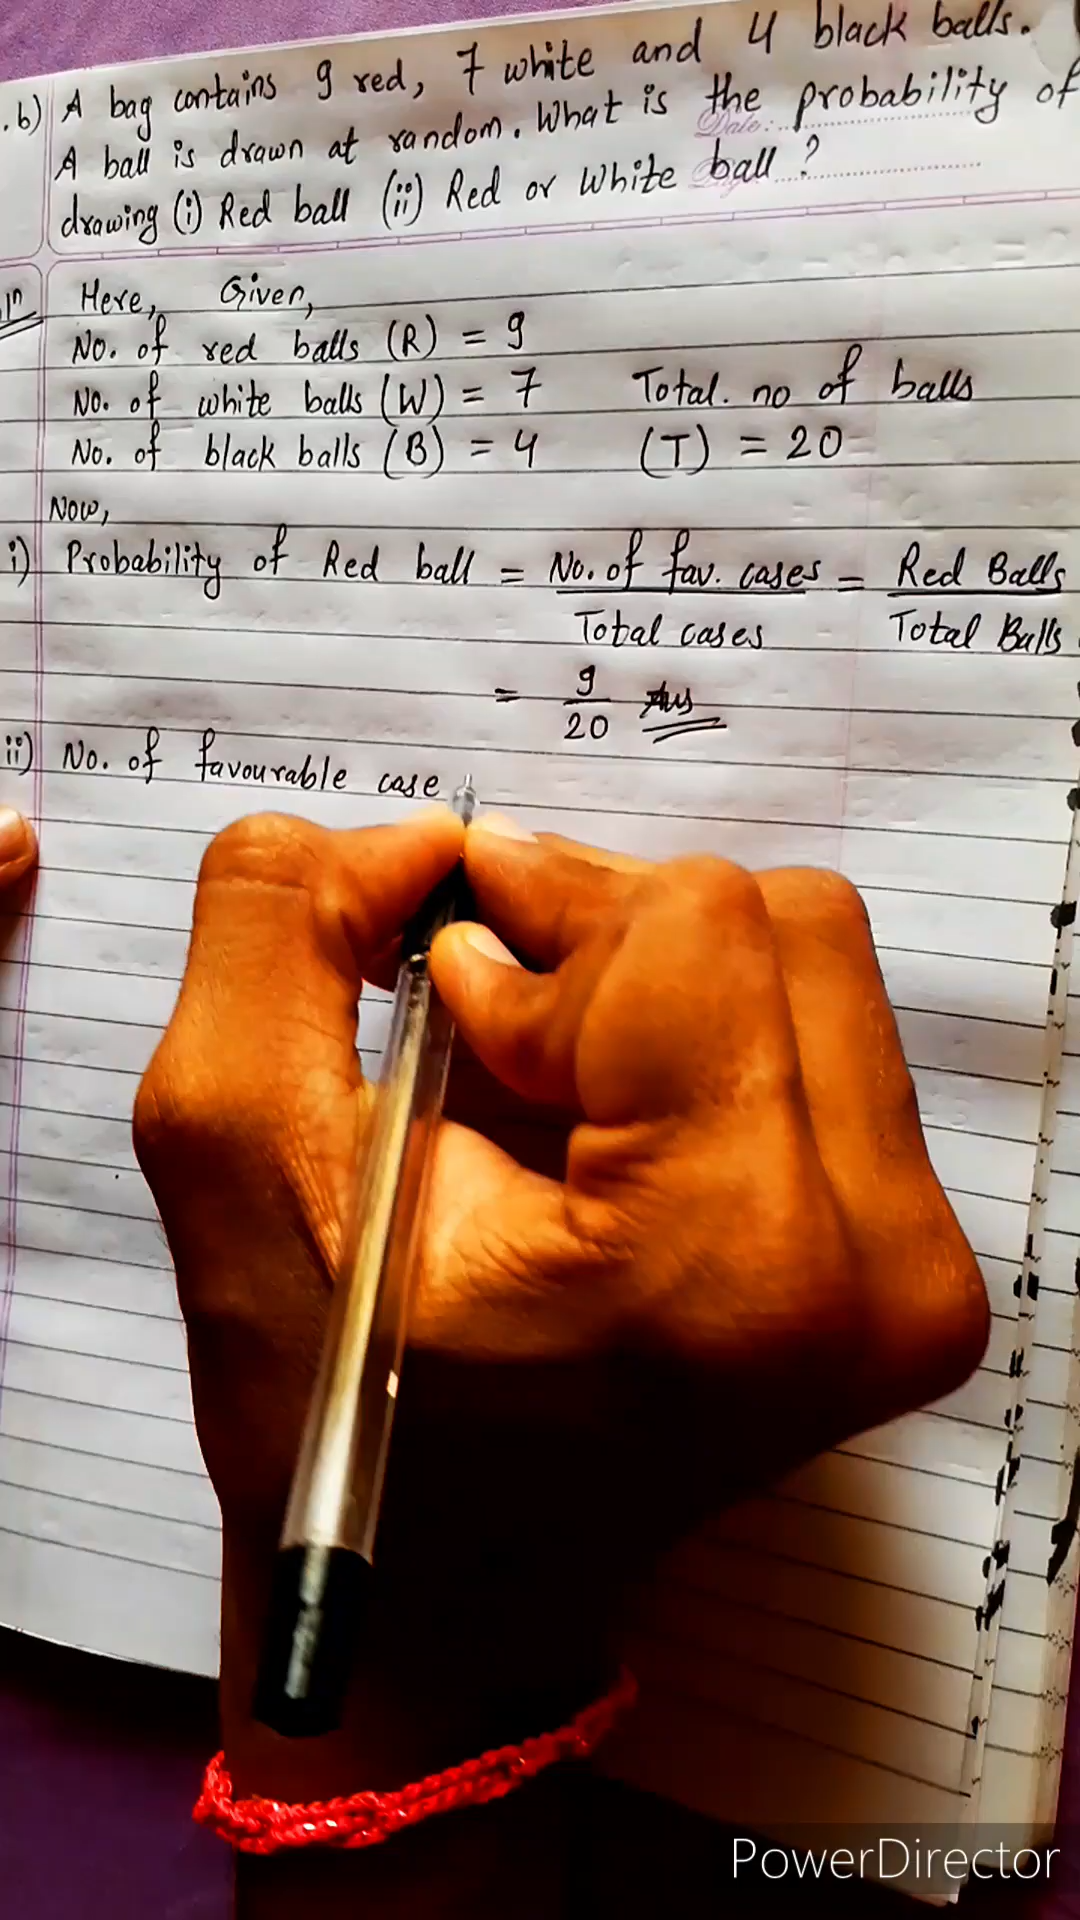 .b) A bag contains 9 red, 7 white and 4 black balls.
A ball is drawn at random. What is the probability of
Date:
drawing (i) Red ball (ii) Red or White ball ?
Here, Given,
No. of red balls (R) = 9
No. of white balls (W) = 7 Total. no of balls
No. of black balls (B) = 4 (T) = 20
Now,
i) Probability of Red ball = No. of fav. cases = Red Balls
Total cases Total Balls
= 9
20 Ans
ii) No. of favourable case
PowerDirector